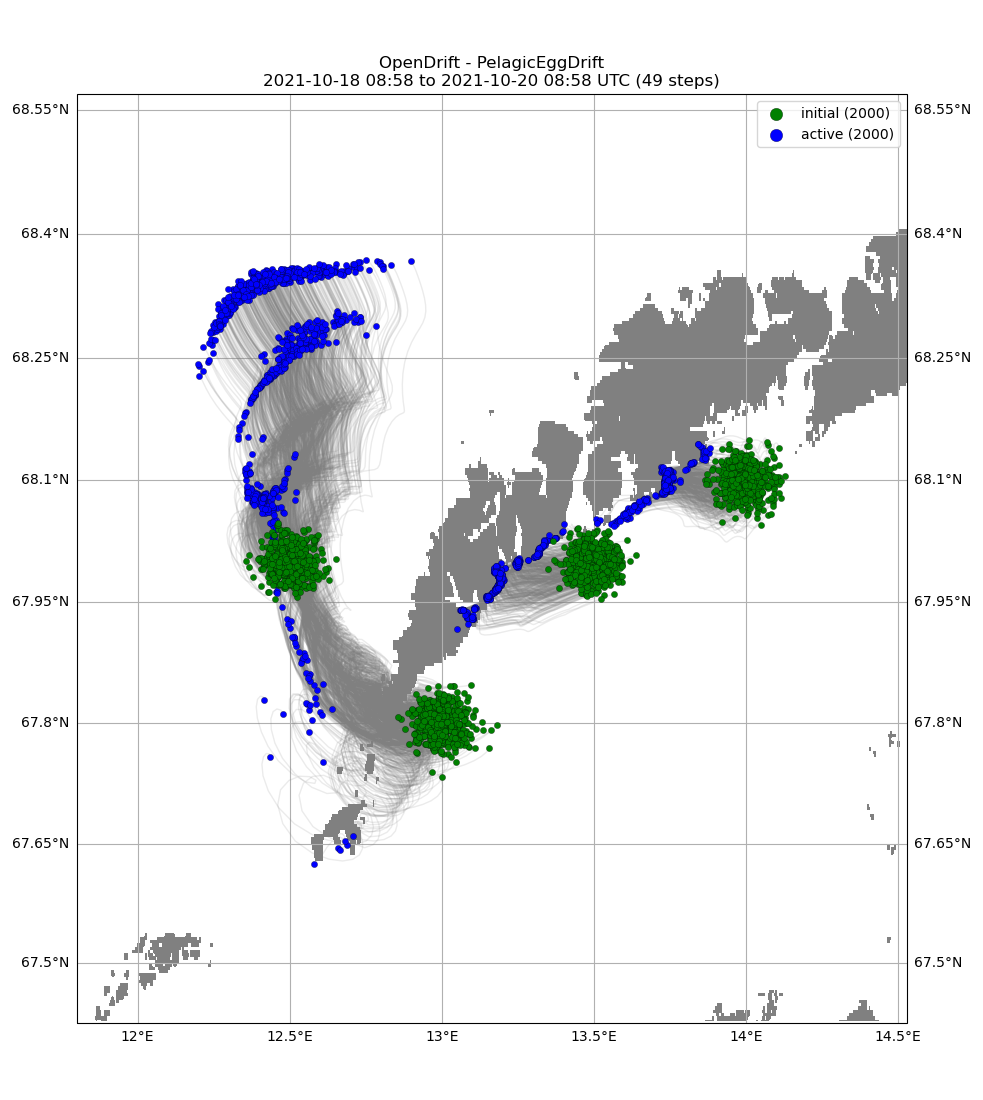 OpenDrift - PelagicEggDrift
2021-10-18 08:58 to 2021-10-20 08:58 UTC (49 steps)
initial (2000)
active (2000)
68.55°N
68.55°N
68.4°N
68.4°N
68.25°N
68.25°N
68.1°N
68.1°N
67.95°N
67.95°N
67.8°N
67.8°N
67.65°N
67.65°N
67.5°N
67.5°N
12°E
12.5°E
13°E
13.5°E
14°E
14.5°E